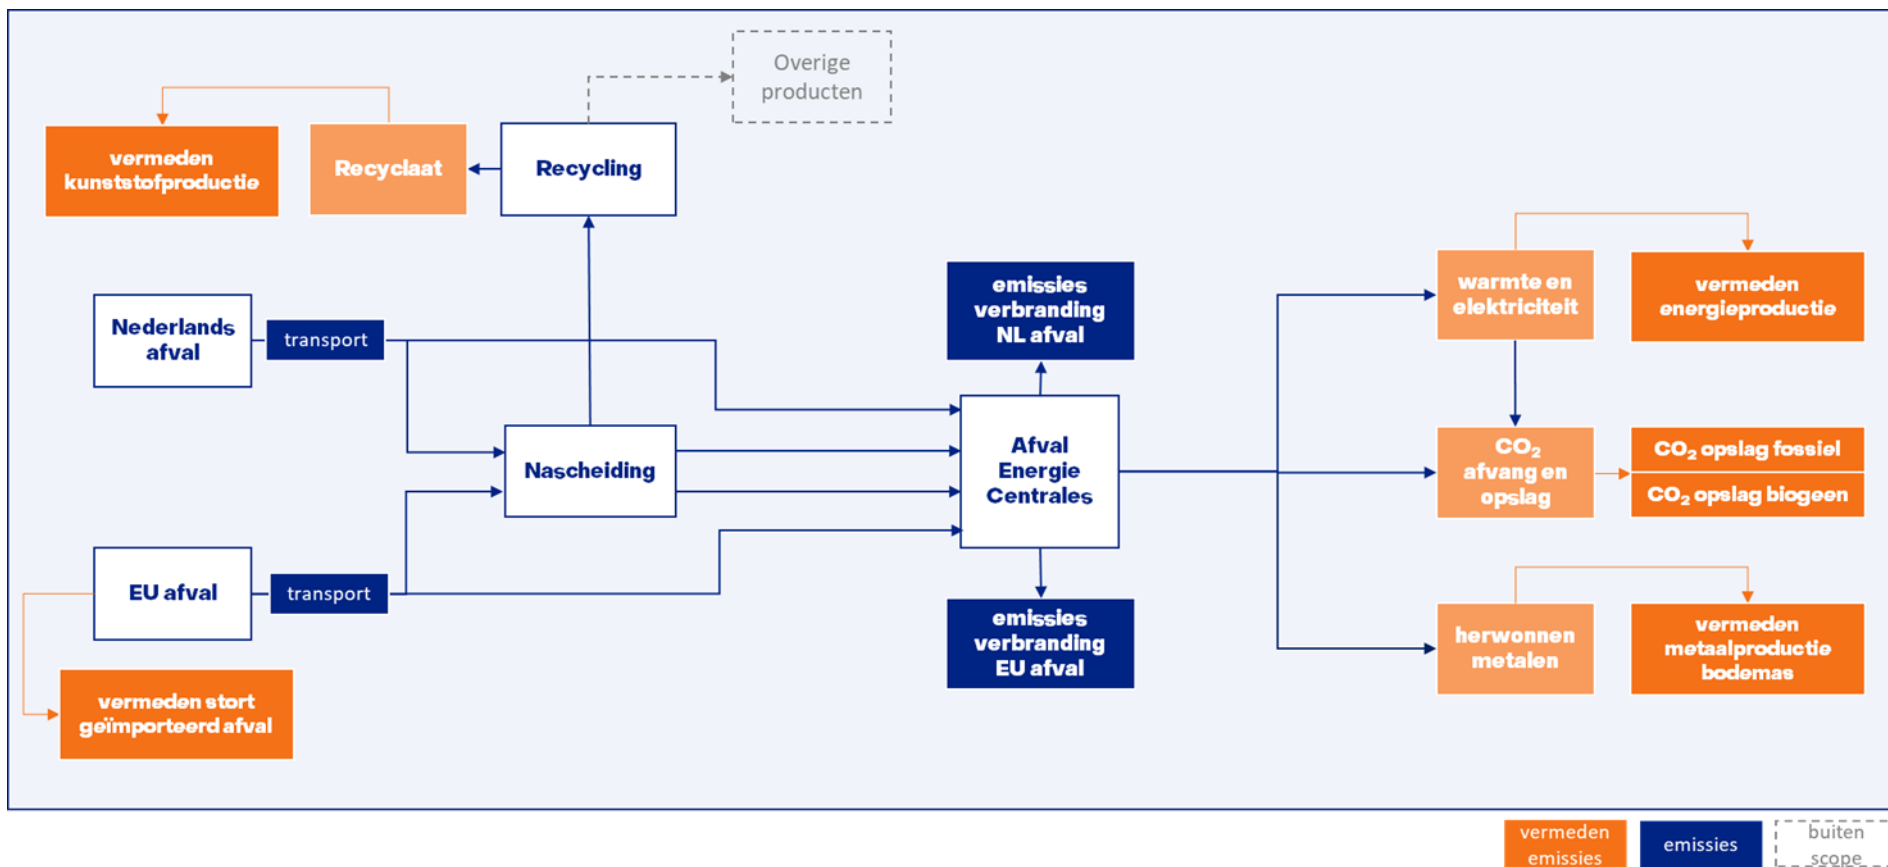 Overige
producten
vermeden
kunststofproductie
Recyclaat
Recycling
Nederlands
afval
transport
emissies
verbranding
NL afval
warmte en
elektriciteit
vermeden
energieproductie
Nascheiding
Afval
Energie
Centrales
CO₂
afvang en
opslag
CO₂ opslag fossiel
CO₂ opslag biogeen
EU afval
transport
emissies
verbranding
EU afval
herwonnen
metalen
vermeden
metaalproductie
bodemas
vermeden stort
geïmporteerd afval
vermeden
emissies
emissies
buiten
scope